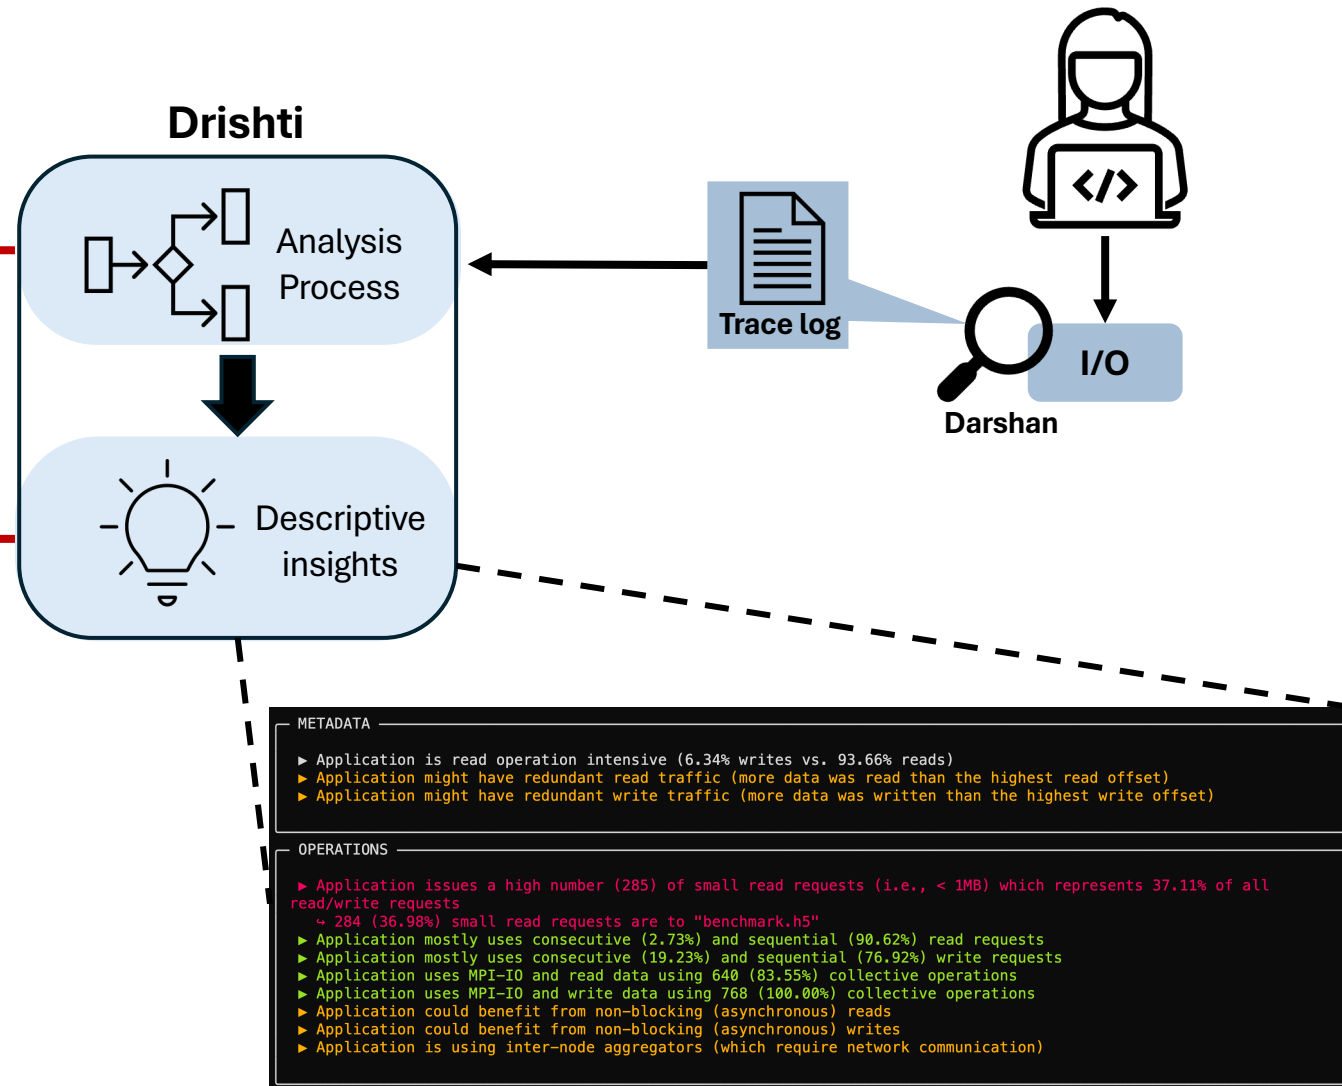 Drishti
Analysis
Process
Descriptive
insights
Trace log
</>
I/O
Darshan
METADATA
▶ Application is read operation intensive (6.34% writes vs. 93.66% reads)
▶ Application might have redundant read traffic (more data was read than the highest read offset)
▶ Application might have redundant write traffic (more data was written than the highest write offset)
OPERATIONS
▶ Application issues a high number (285) of small read requests (i.e., < 1MB) which represents 37.11% of all
read/write requests
↪ 284 (36.98%) small read requests are to "benchmark.h5"
▶ Application mostly uses consecutive (2.73%) and sequential (90.62%) read requests
▶ Application mostly uses consecutive (19.23%) and sequential (76.92%) write requests
▶ Application uses MPI-IO and read data using 640 (83.55%) collective operations
▶ Application uses MPI-IO and write data using 768 (100.00%) collective operations
▶ Application could benefit from non-blocking (asynchronous) reads
▶ Application could benefit from non-blocking (asynchronous) writes
▶ Application is using inter-node aggregators (which require network communication)